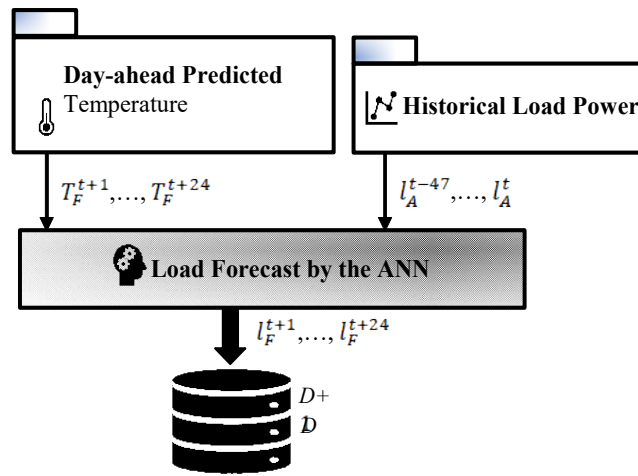 Day-ahead Predicted
Temperature
Historical Load Power
T_F^{t+1},..., T_F^{t+24}
l_A^{t-47},..., l_A^t
Load Forecast by the ANN
l_F^{t+1},..., l_F^{t+24}
D+